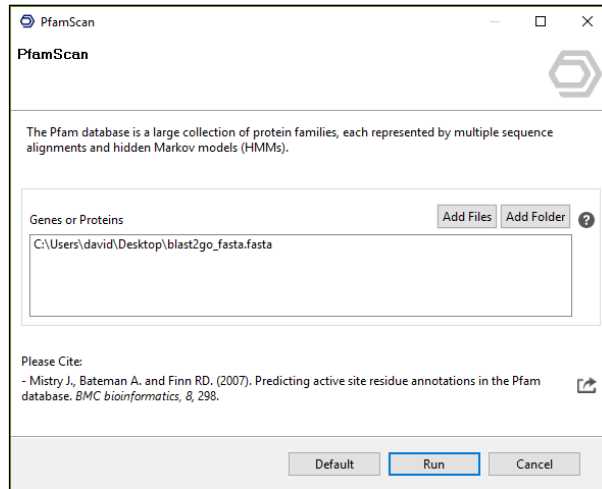 PfamScan
PfamScan
The Pfam database is a large collection of protein families, each represented by multiple sequence
alignments and hidden Markov models (HMMs).
Genes or Proteins
Add Files
Add Folder
?
C:\Users\david\Desktop\blast2go_fasta.fasta
Please Cite:
- Mistry J., Bateman A. and Finn RD. (2007). Predicting active site residue annotations in the Pfam
database. BMC bioinformatics, 8, 298.
Default
Run
Cancel